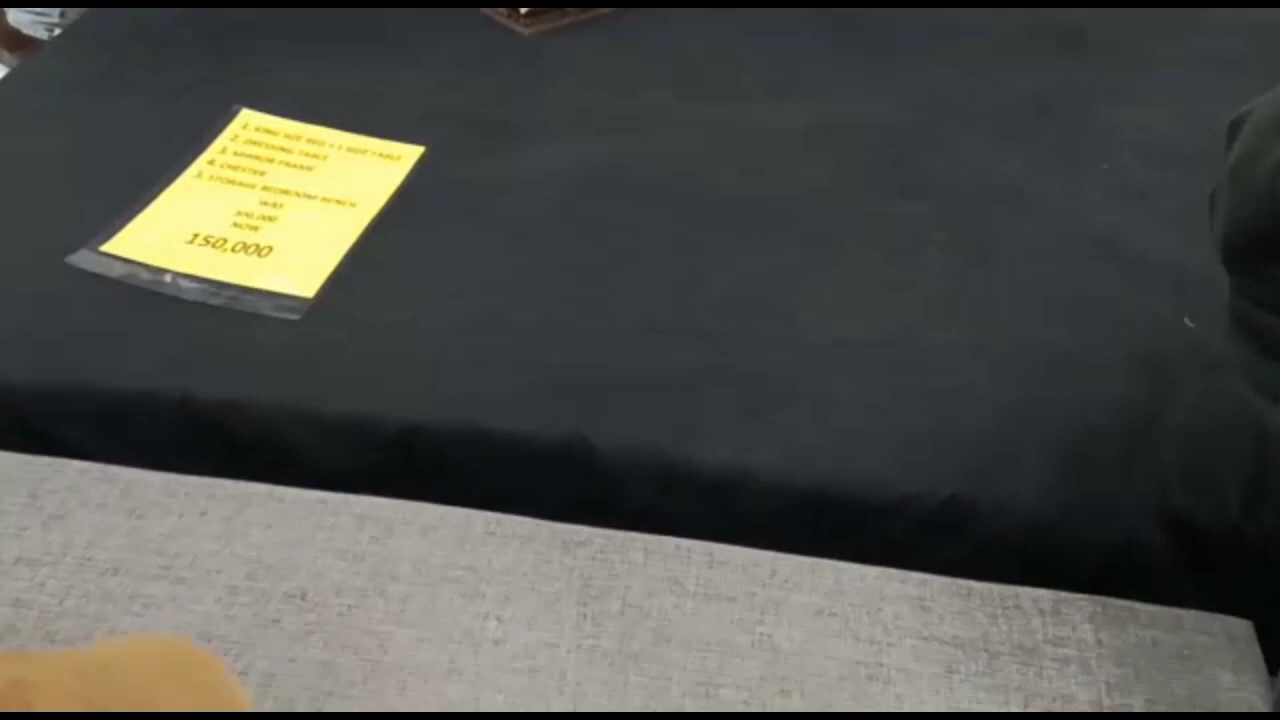 1. KING SIZE BED + 1 SIDE TABLE
2. DRESSING TABLE
3. MIRROR FRAME
4. CHESTER
5. STORAGE BEDROOM BENCH
WAS
NOW
150,000